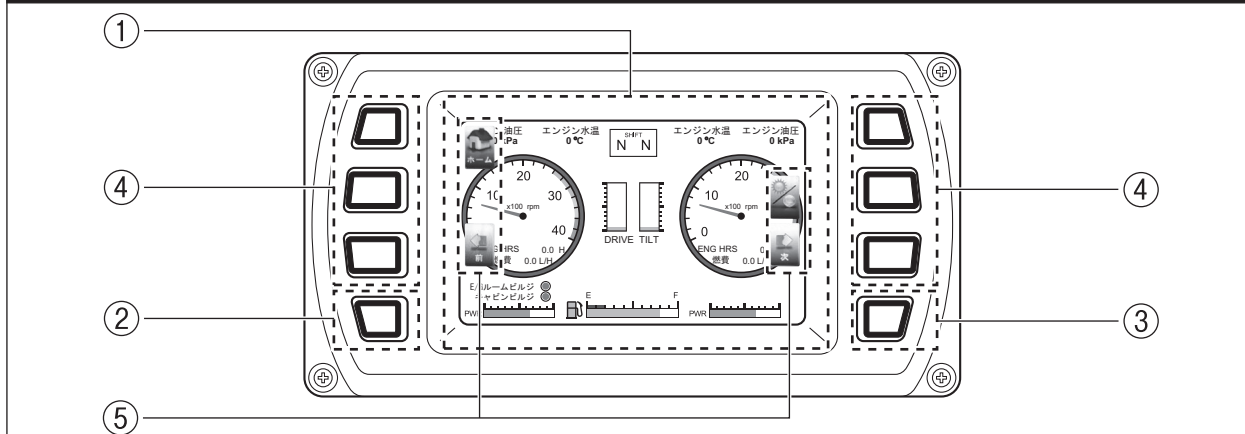 ①
ン油圧
0 kPa
エンジン水温
0 ℃
SHIFT
N N
エンジン水温
0 ℃
エンジン油圧
0 kPa
ホーム
10
20
30
40
x100 rpm
HRS 0.0 H
0.0 L/H
前
DRIVE TILT
0
10
20
x100 rpm
ENG HRS
燃費 0.0 L/
次
ルームビルジ
キャビンビルジ
PWR
E F
PWR
④
④
②
③
⑤